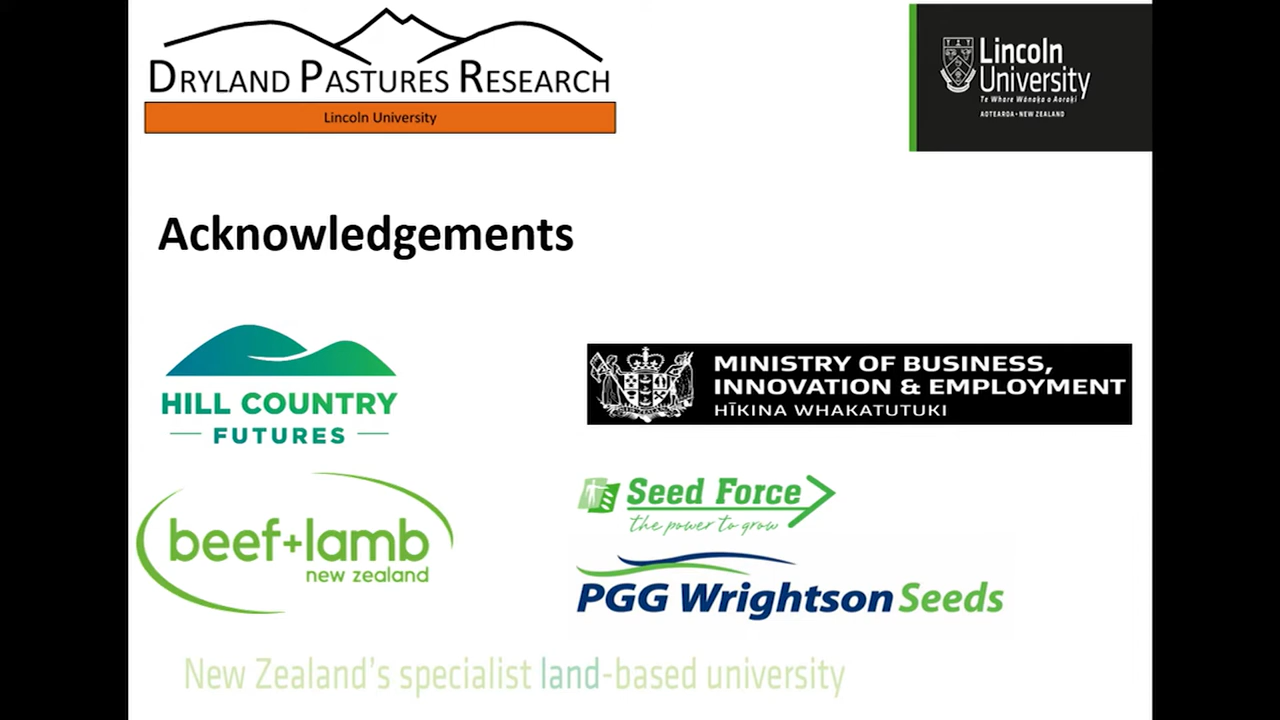 DRYLAND PASTURES RESEARCH
Lincoln University
Lincoln
University
Te Whare Wānaka o Aoraki
AOTEAROA • NEW ZEALAND
Acknowledgements
HILL COUNTRY
FUTURES
MINISTRY OF BUSINESS,
INNOVATION & EMPLOYMENT
HĪKINA WHAKATUTUKI
beef+lamb
new zealand
Seed Force
the power to grow
PGG Wrightson Seeds
New Zealand's specialist land-based university